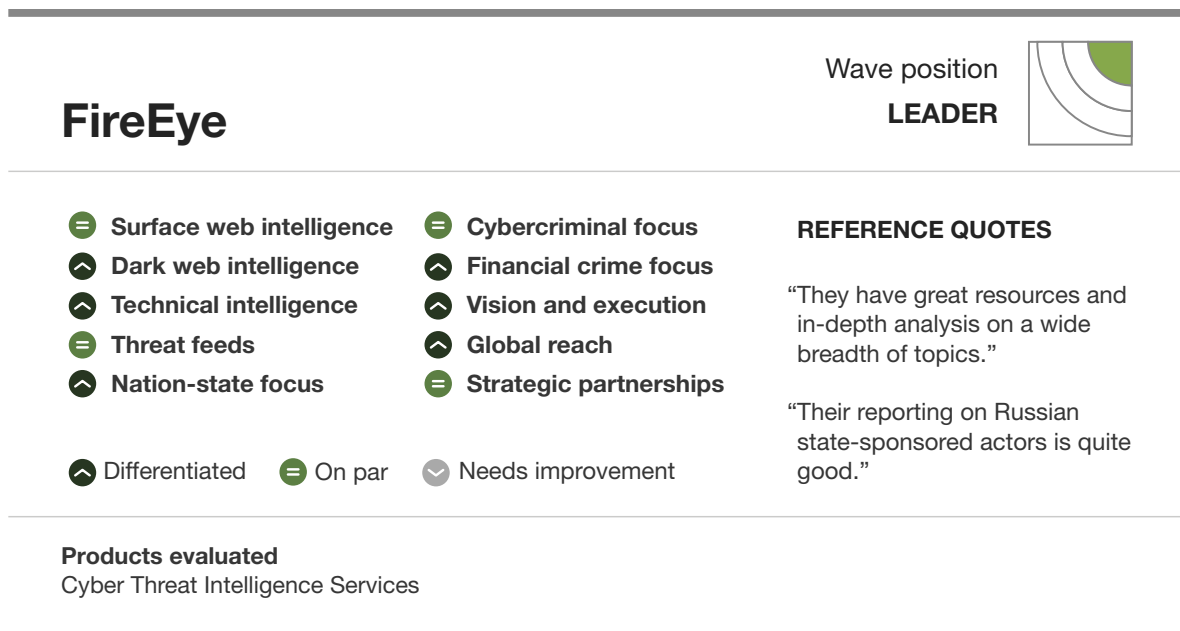 Wave position
LEADER
FireEye
Surface web intelligence
Dark web intelligence
Technical intelligence
Threat feeds
Nation-state focus
Cybercriminal focus
Financial crime focus
Vision and execution
Global reach
Strategic partnerships
Differentiated
On par
Needs improvement
REFERENCE QUOTES
“They have great resources and
in-depth analysis on a wide
breadth of topics.”
“Their reporting on Russian
state-sponsored actors is quite
good.”
Products evaluated
Cyber Threat Intelligence Services